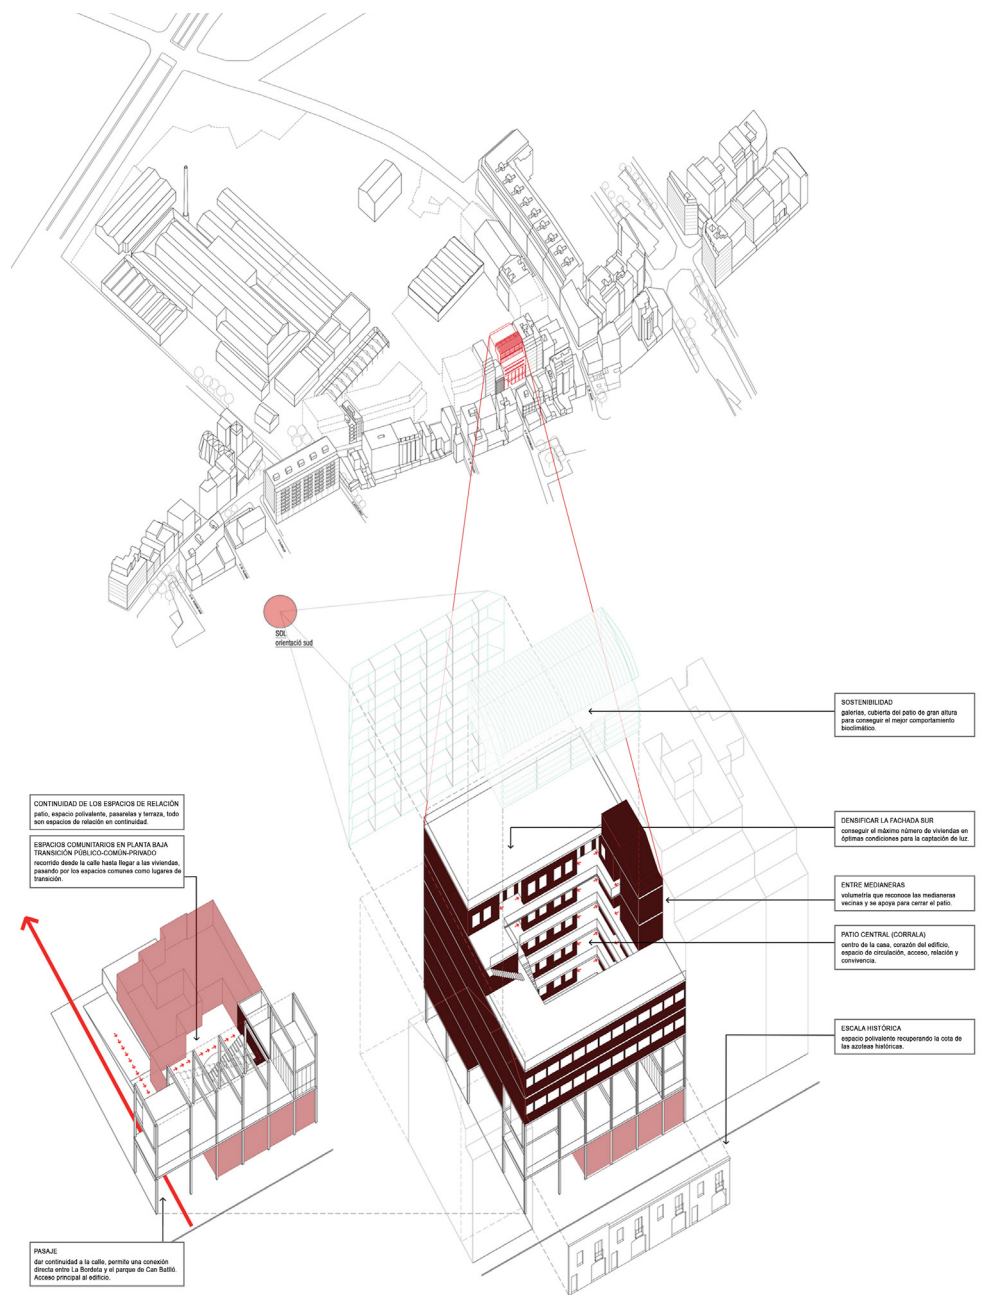 SOL
orientació sud
SOSTENIBILIDAD
galerías, cubierta del patio de gran altura
para conseguir el mejor comportamiento
bioclimático.
CONTINUIDAD DE LOS ESPACIOS DE RELACIÓN
patio, espacio polivalente, pasarelas y terraza, todo
son espacios de relación en continuidad.
ESPACIOS COMUNITARIOS EN PLANTA BAJA
TRANSICIÓN PÚBLICO-COMÚN-PRIVADO
recorrido desde la calle hasta llegar a las viviendas,
pasando por los espacios comunes como lugares de
transición.
DENSIFICAR LA FACHADA SUR
conseguir el máximo número de viviendas en
óptimas condiciones para la captación de luz.
ENTRE MEDIANERAS
volumetría que reconoce las medianeras
vecinas y se apoya para cerrar el patio.
PATIO CENTRAL (CORRALA)
centro de la casa, corazón del edificio,
espacio de circulación, acceso, relación y
convivencia.
ESCALA HISTÓRICA
espacio polivalente recuperando la cota de
las azoteas históricas.
PASAJE
dar continuidad a la calle, permite una conexión
directa entre La Bordeta y el parque de Can Batlló.
Acceso principal al edificio.